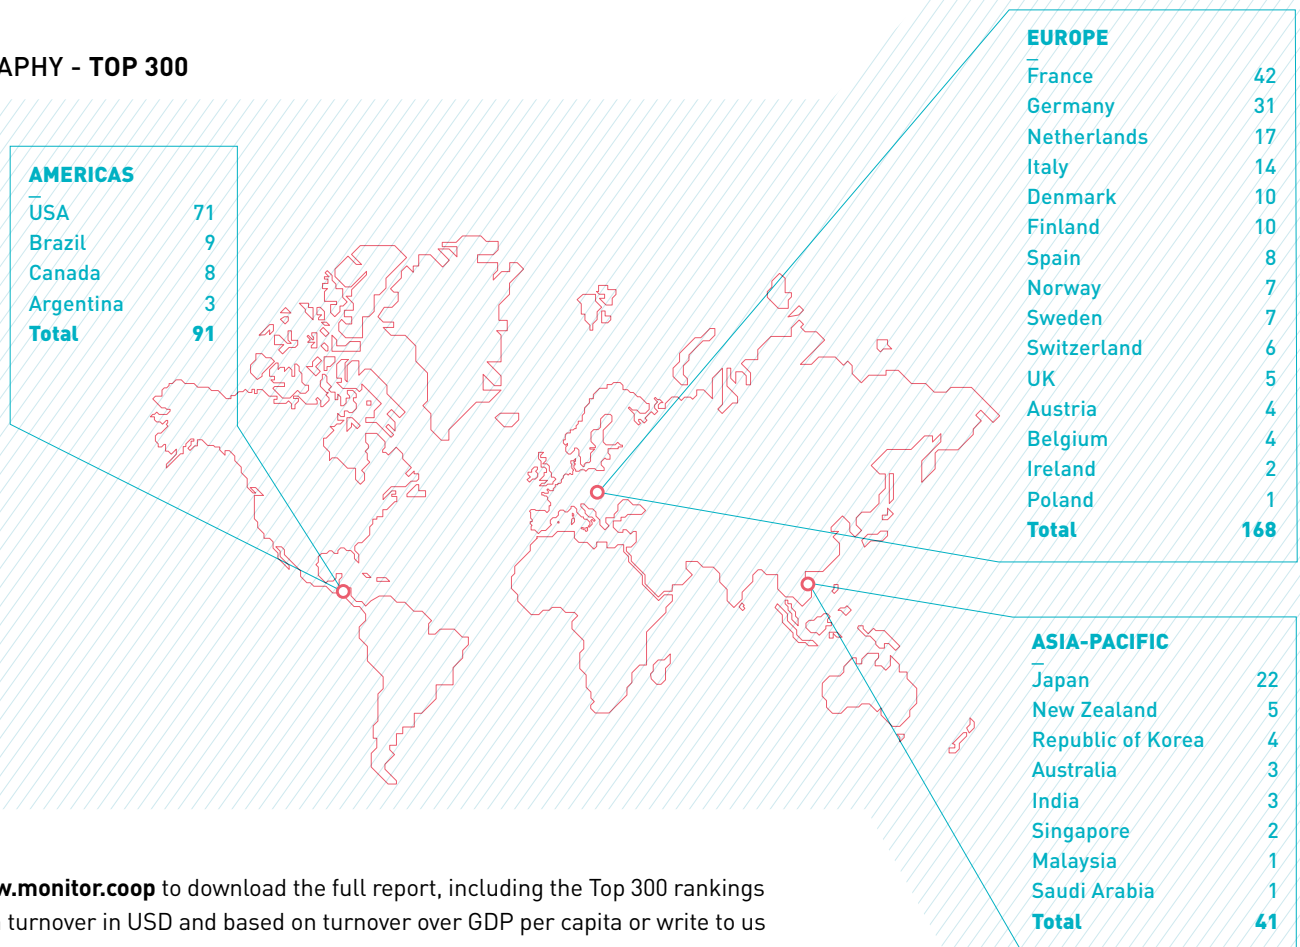 APHY - TOP 300
AMERICAS
USA 71
Brazil 9
Canada 8
Argentina 3
Total 91
EUROPE
France 42
Germany 31
Netherlands 17
Italy 14
Denmark 10
Finland 10
Spain 8
Norway 7
Sweden 7
Switzerland 6
UK 5
Austria 4
Belgium 4
Ireland 2
Poland 1
Total 168
ASIA-PACIFIC
Japan 22
New Zealand 5
Republic of Korea 4
Australia 3
India 3
Singapore 2
Malaysia 1
Saudi Arabia 1
Total 41
w.monitor.coop to download the full report, including the Top 300 rankings
turnover in USD and based on turnover over GDP per capita or write to us